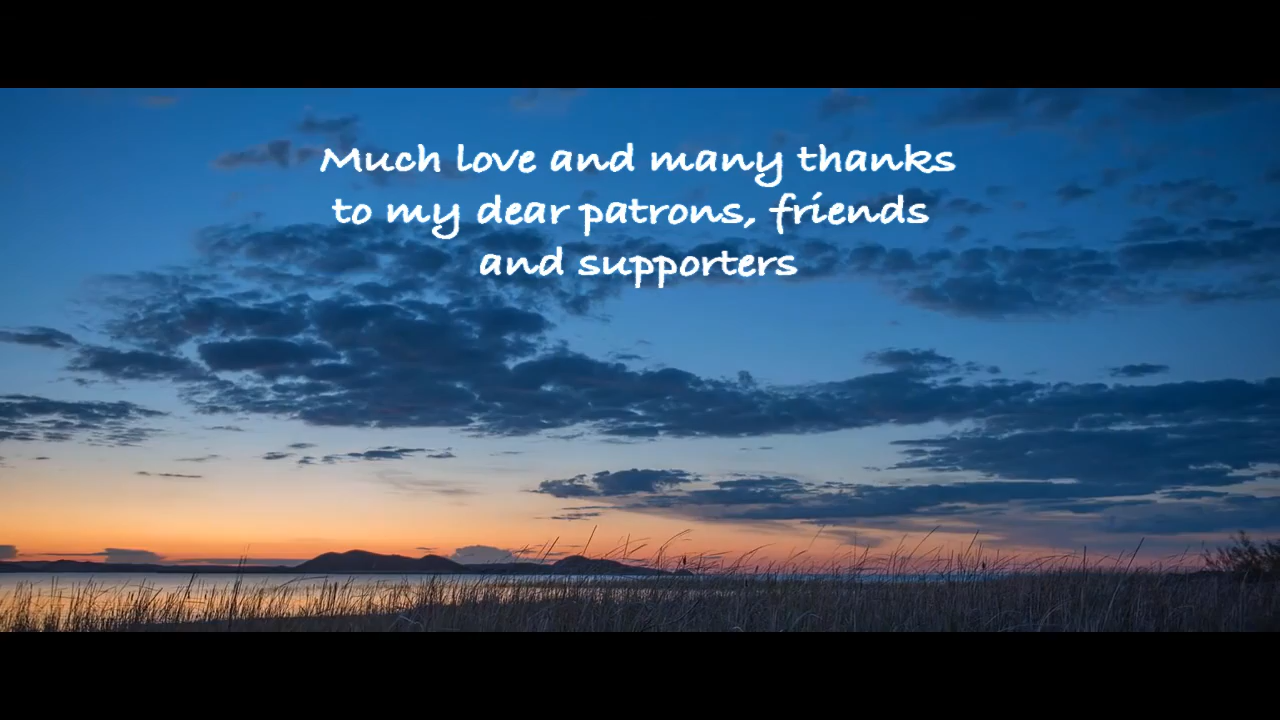 Much love and many thanks
to my dear patrons, friends
and supporters